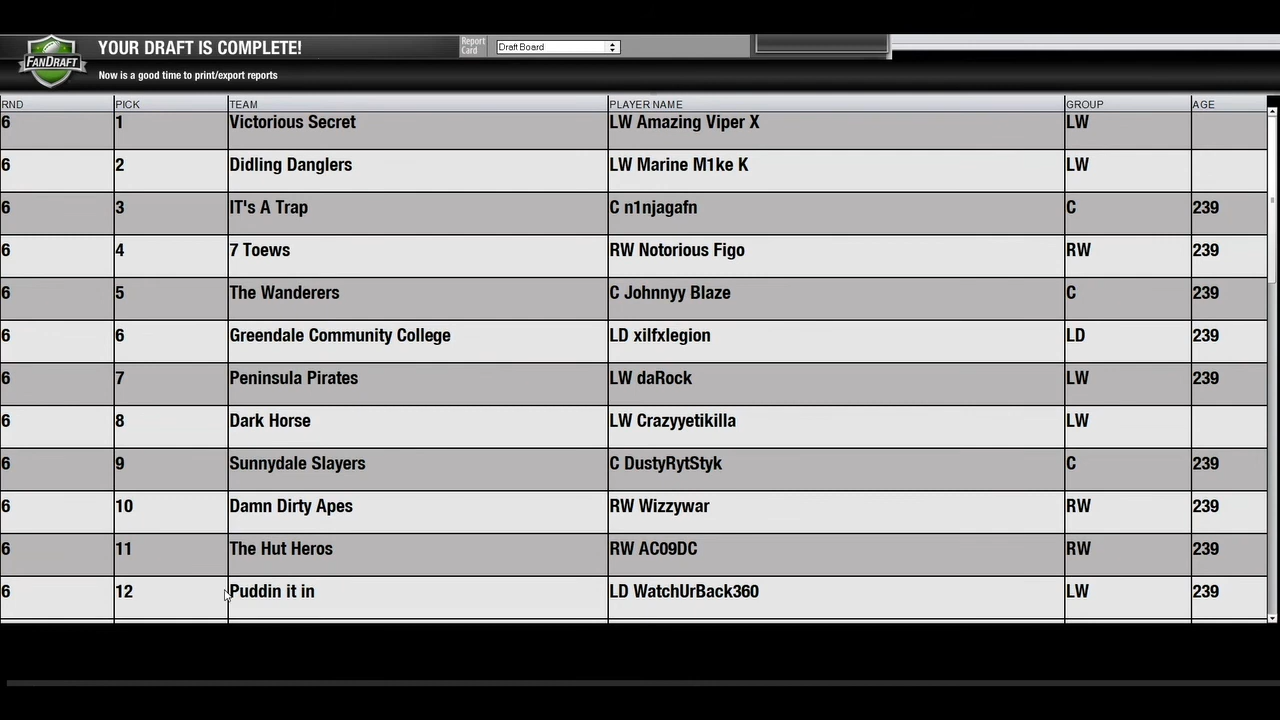 FANDRAFT
YOUR DRAFT IS COMPLETE!
Now is a good time to print/export reports
Report
Card
Draft Board
RND PICK TEAM PLAYER NAME GROUP AGE
6 1 Victorious Secret LW Amazing Viper X LW
6 2 Didling Danglers LW Marine M1ke K LW
6 3 IT's A Trap C n1njagafn C 239
6 4 7 Toews RW Notorious Figo RW 239
6 5 The Wanderers C Johnnyy Blaze C 239
6 6 Greendale Community College LD xilfxlegion LD 239
6 7 Peninsula Pirates LW daRock LW 239
6 8 Dark Horse LW Crazyyetikilla LW
6 9 Sunnydale Slayers C DustyRytStyk C 239
6 10 Damn Dirty Apes RW Wizzywar RW 239
6 11 The Hut Heros RW AC09DC RW 239
6 12 Puddin it in LD WatchUrBack360 LW 239